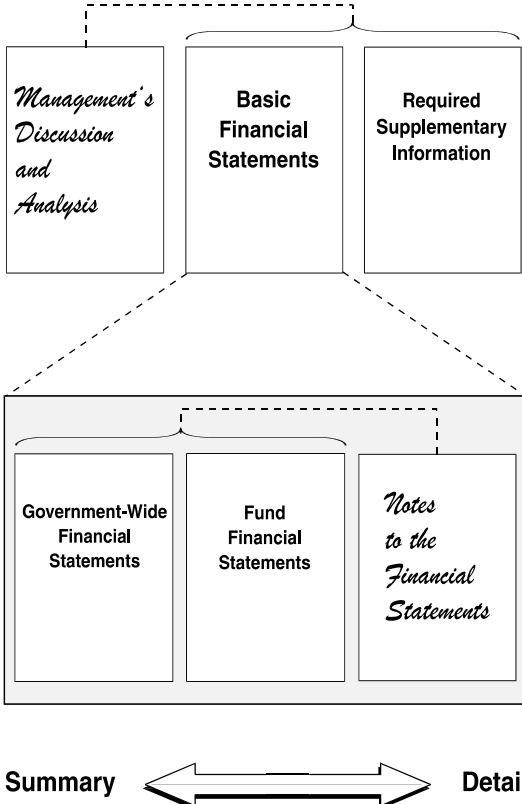 Management's
Discussion
and
Analysis
Basic
Financial
Statements
Required
Supplementary
Information
Government-Wide
Financial
Statements
Fund
Financial
Statements
Notes
to the
Financial
Statements
Summary
Detai